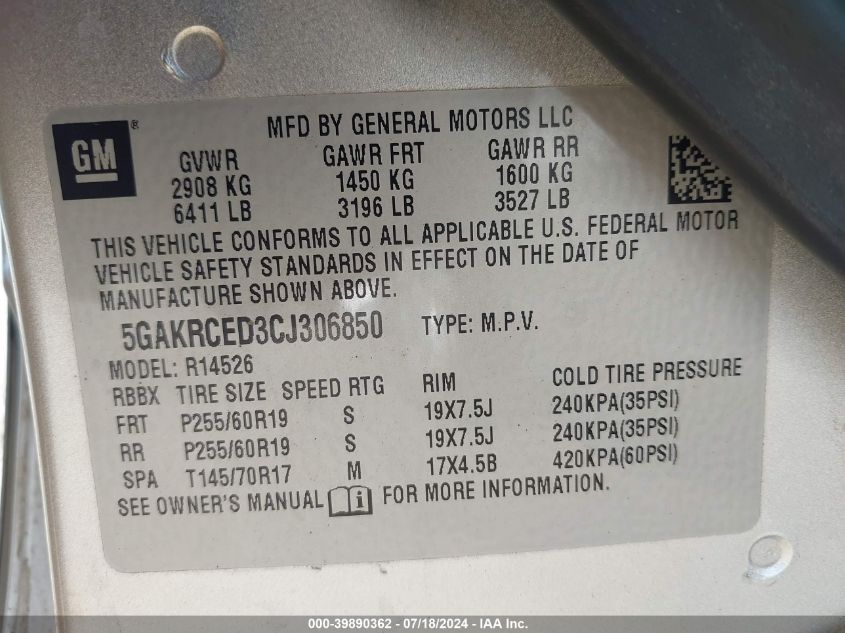 MFD BY GENERAL MOTORS LLC
GM ®
GVWR GAWR FRT GAWR RR
2908 KG 1450 KG 1600 KG
6411 LB 3196 LB 3527 LB
THIS VEHICLE CONFORMS TO ALL APPLICABLE U.S. FEDERAL MOTOR
VEHICLE SAFETY STANDARDS IN EFFECT ON THE DATE OF
MANUFACTURE SHOWN ABOVE.
5GAKRCED3CJ306850 TYPE: M.P.V.
MODEL: R14526
RBBX TIRE SIZE SPEED RTG RIM COLD TIRE PRESSURE
FRT P255/60R19 S 19X7.5J 240KPA(35PSI)
RR P255/60R19 S 19X7.5J 240KPA(35PSI)
SPA T145/70R17 M 17X4.5B 420KPA(60PSI)
SEE OWNER'S MANUAL i FOR MORE INFORMATION.
000-39890362 - 07/18/2024 - IAA Inc.